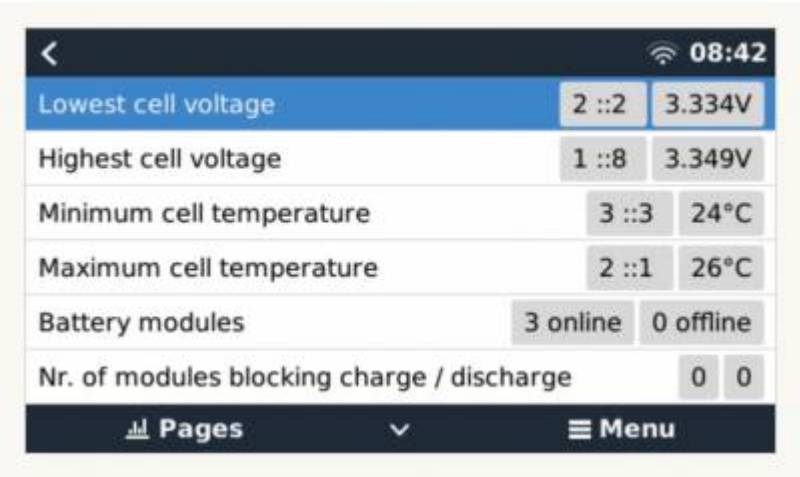 08:42
Lowest cell voltage 2 ::2 3.334V
Highest cell voltage 1 ::8 3.349V
Minimum cell temperature 3 ::3 24°C
Maximum cell temperature 2 ::1 26°C
Battery modules 3 online 0 offline
Nr. of modules blocking charge / discharge 0 0
Pages Menu